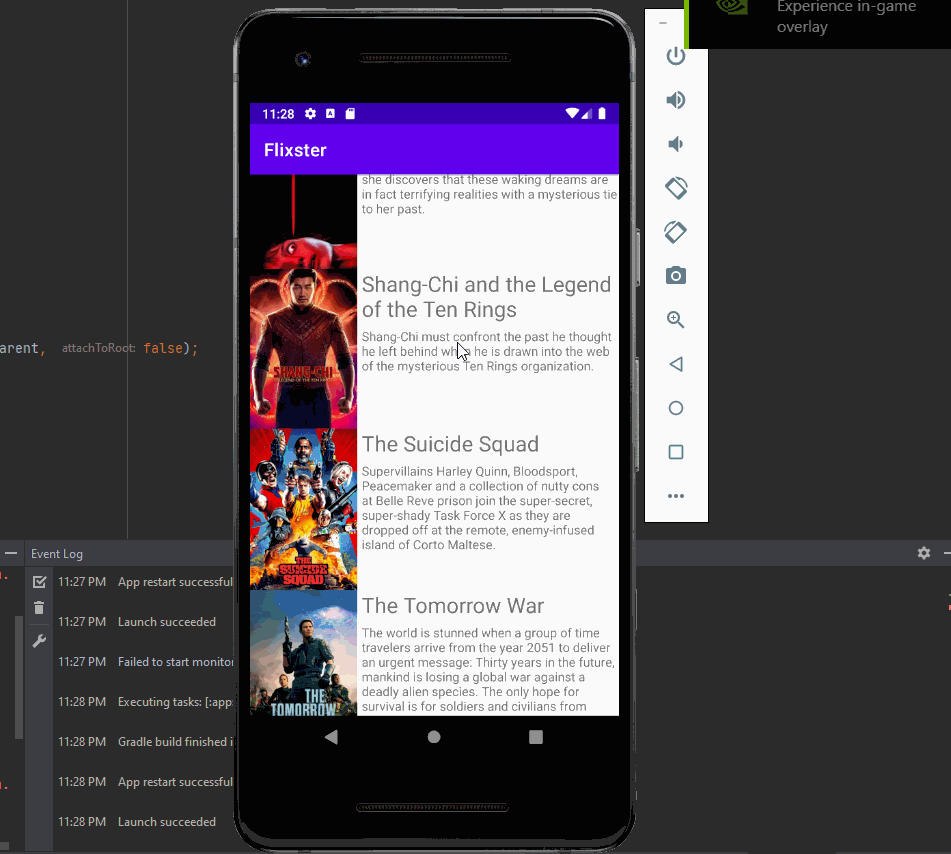 Experience in-game
overlay
11:28
Flixster
she discovers that these waking dreams are
in fact terrifying realities with a mysterious tie
to her past.
Shang-Chi and the Legend
of the Ten Rings
Shang-Chi must confront the past he thought
he left behind when he is drawn into the web
of the mysterious Ten Rings organization.
SHANG-CHI
The Suicide Squad
Supervillains Harley Quinn, Bloodsport,
Peacemaker and a collection of nutty cons
at Belle Reve prison join the super-secret,
super-shady Task Force X as they are
dropped off at the remote, enemy-infused
island of Corto Maltese.
THE
SUICIDE
SQUAD
The Tomorrow War
The world is stunned when a group of time
travelers arrive from the year 2051 to deliver
an urgent message: Thirty years in the future,
mankind is losing a global war against a
deadly alien species. The only hope for
survival is for soldiers and civilians from
THE
TOMORROW
arent, attachToRoot: false);
Event Log
11:27 PM App restart successful
11:27 PM Launch succeeded
11:27 PM Failed to start monitor
11:28 PM Executing tasks: [:app:
11:28 PM Gradle build finished i
11:28 PM App restart successful
11:28 PM Launch succeeded